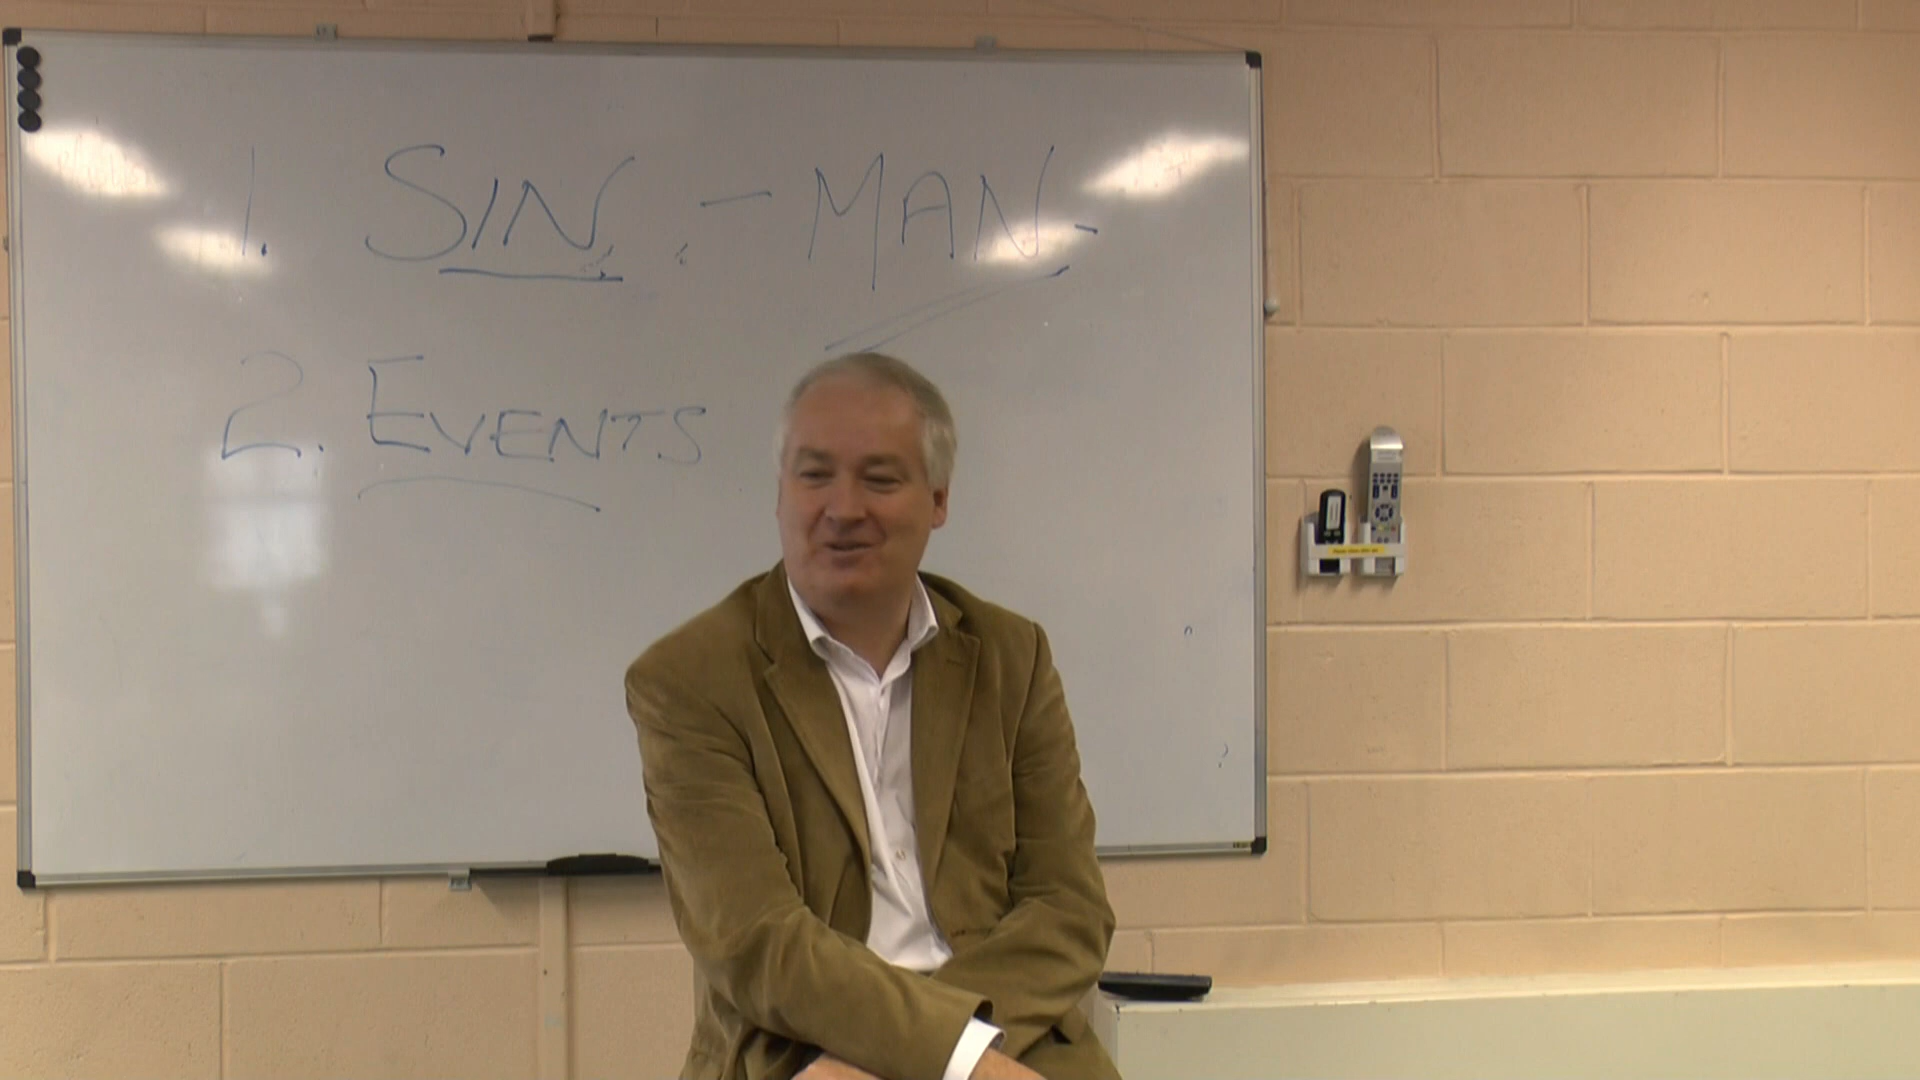 1. SIN. - MAN -
2. EVENTS